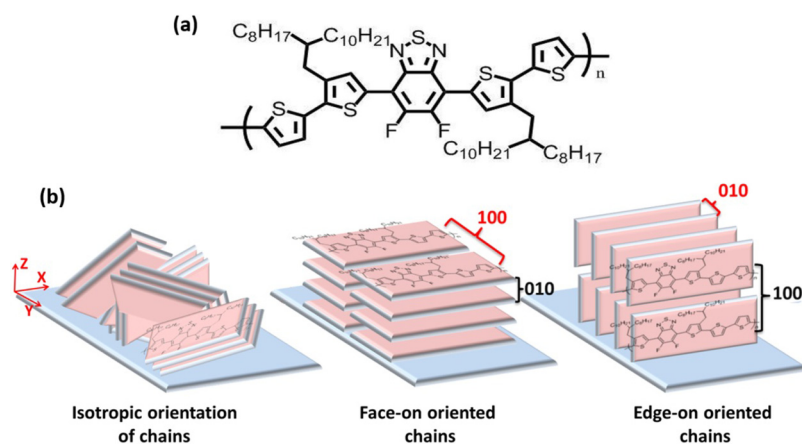 (a)
C8H17
C10H21
S
N
N
S
S
S
S
n
F
F
C10H21
C8H17
(b)
Z
X
Y
100
010
010
100
Isotropic orientation
of chains
Face-on oriented
chains
Edge-on oriented
chains